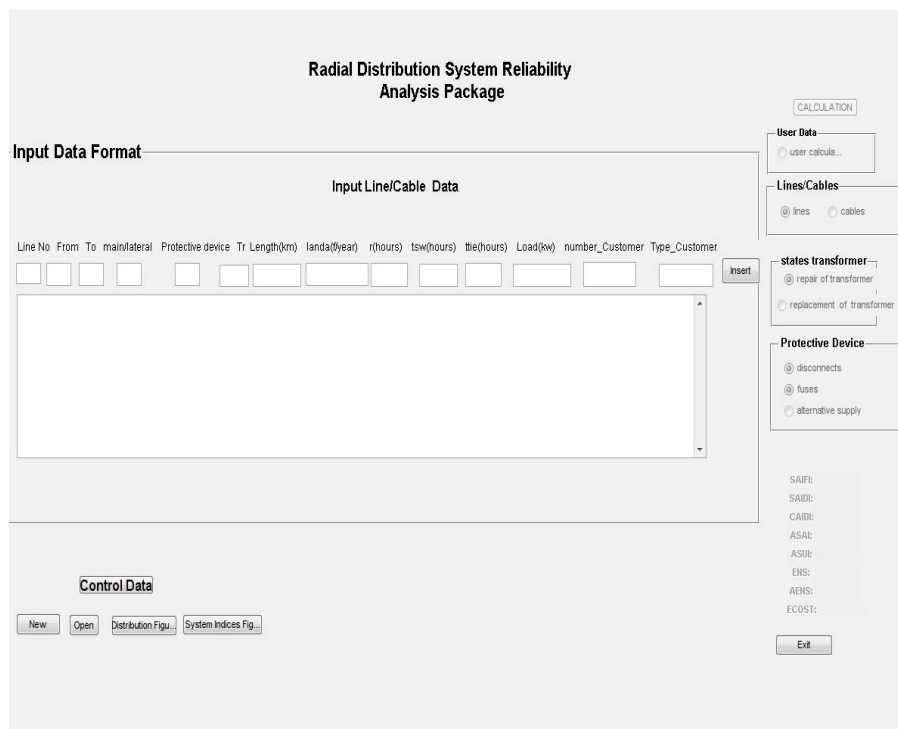 Radial Distribution System Reliability
Analysis Package
CALCULATION
User Data
user calcula...
Input Data Format
Input Line/Cable Data
Lines/Cables
lines cables
Line No From To main/lateral Protective device Tr Length(km) landa(f/year) r(hours) tsw(hours) ttie(hours) Load(kw) number_Customer Type_Customer
Insert
states transformer
repair of transformer
replacement of transformer
Protective Device
disconnects
fuses
alternative supply
SAIFI:
SAIDI:
CAIDI:
ASAI:
ASUI:
ENS:
AENS:
ECOST:
Control Data
New Open Distribution Figu... System Indices Fig...
Exit